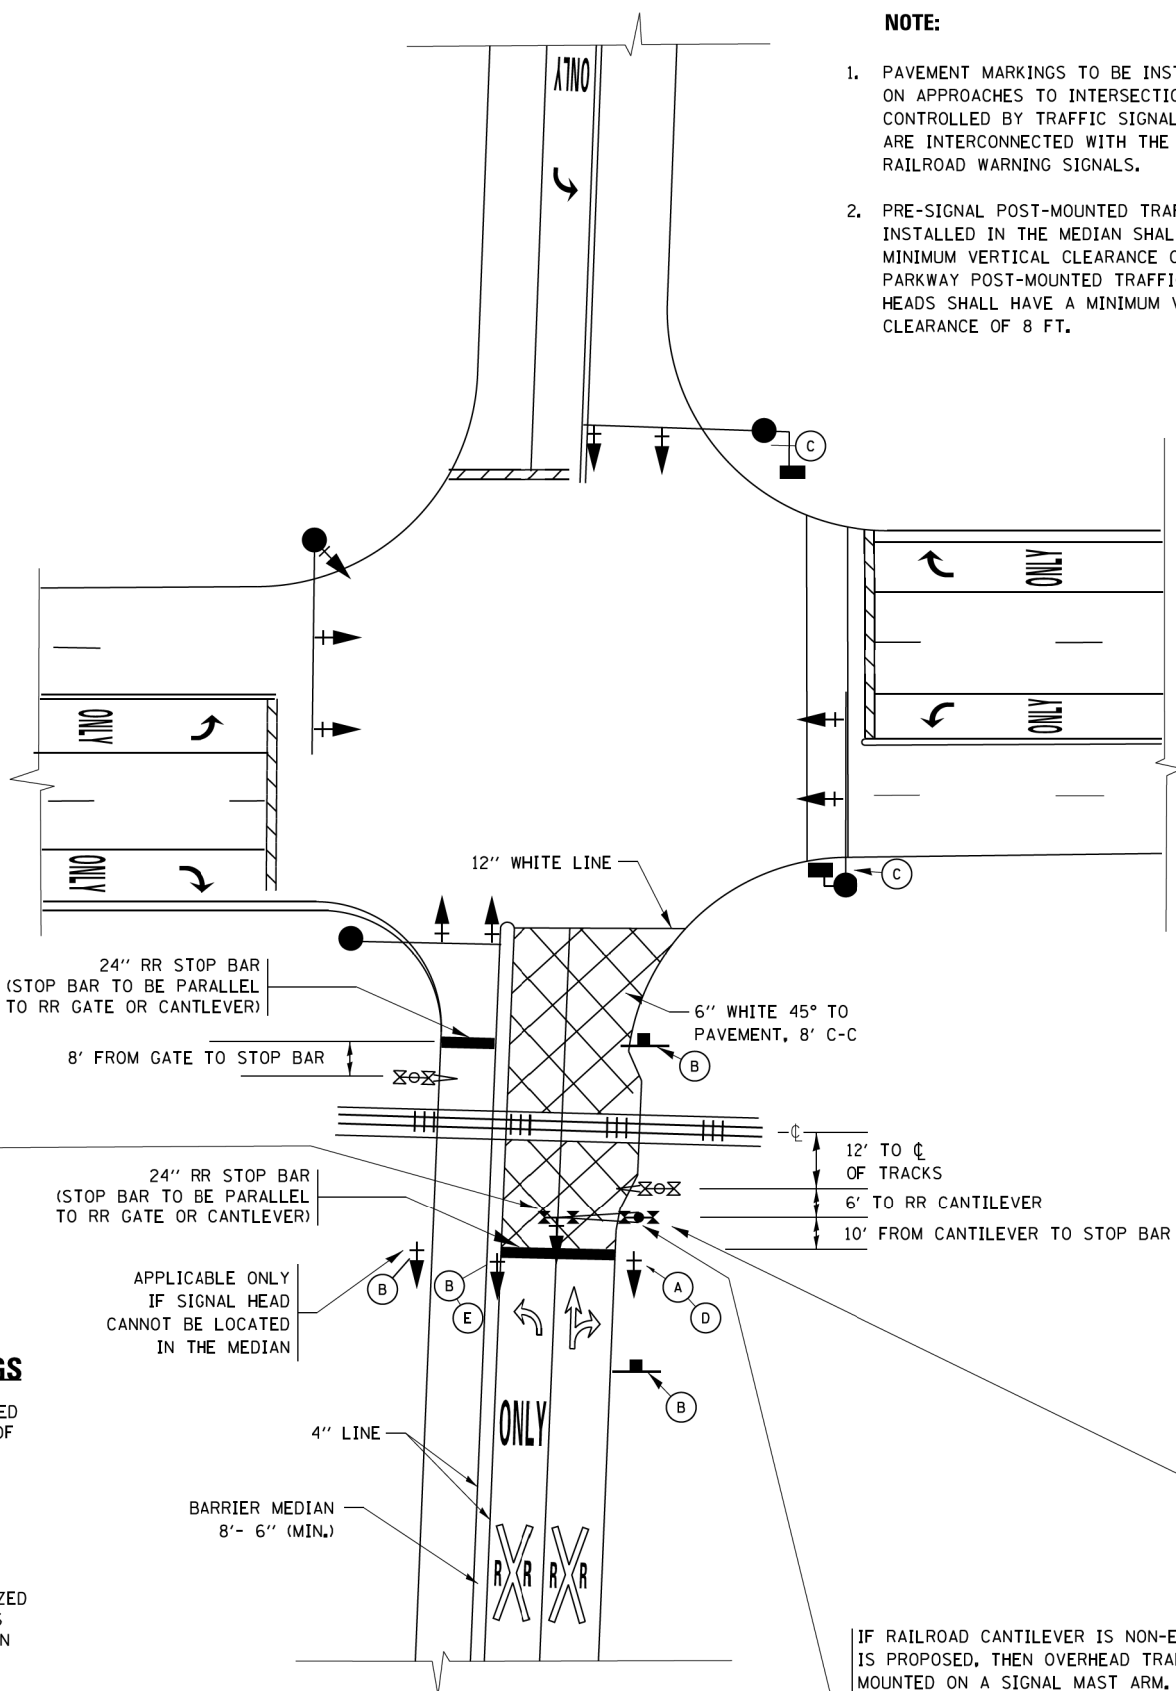 NOTE:
1. PAVEMENT MARKINGS TO BE INST
ON APPROACHES TO INTERSECTIO
CONTROLLED BY TRAFFIC SIGNAL
ARE INTERCONNECTED WITH THE
RAILROAD WARNING SIGNALS.
2. PRE-SIGNAL POST-MOUNTED TRAF
INSTALLED IN THE MEDIAN SHAL
MINIMUM VERTICAL CLEARANCE O
PARKWAY POST-MOUNTED TRAFFI
HEADS SHALL HAVE A MINIMUM V
CLEARANCE OF 8 FT.
ONLY
C
ONLY
ONLY
ONLY
ONLY
12'' WHITE LINE
C
24'' RR STOP BAR
(STOP BAR TO BE PARALLEL
TO RR GATE OR CANTLEVER)
6'' WHITE 45° TO
PAVEMENT, 8' C-C
8' FROM GATE TO STOP BAR
B
℄
12' TO ℄
OF TRACKS
24'' RR STOP BAR
(STOP BAR TO BE PARALLEL
TO RR GATE OR CANTLEVER)
6' TO RR CANTILEVER
10' FROM CANTILEVER TO STOP BAR
APPLICABLE ONLY
IF SIGNAL HEAD
CANNOT BE LOCATED
IN THE MEDIAN
B
B
E
A
D
GS
ED
OF
B
ONLY
4'' LINE
BARRIER MEDIAN
8'- 6'' (MIN.)
R R R R
ZED
S
N
IF RAILROAD CANTILEVER IS NON-E
IS PROPOSED, THEN OVERHEAD TRA
MOUNTED ON A SIGNAL MAST ARM.